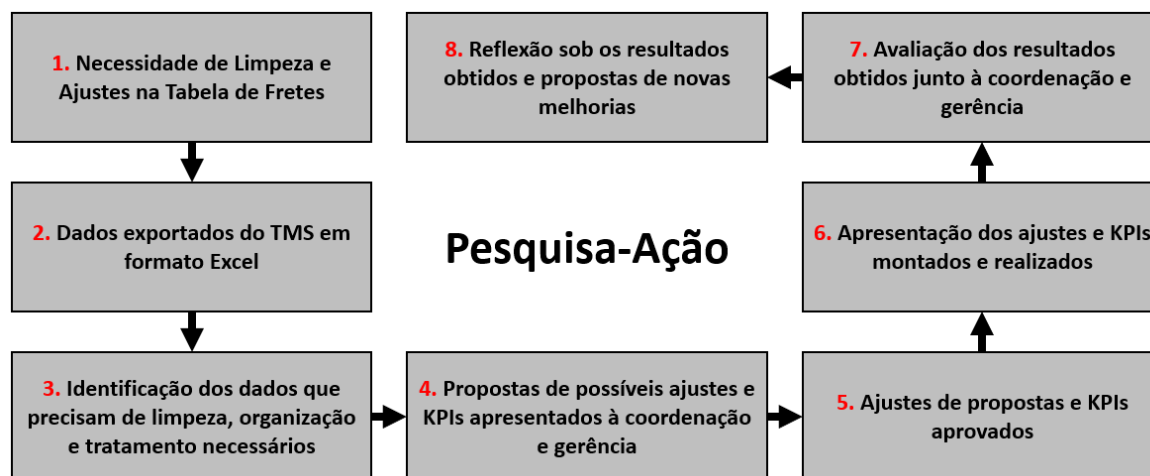 1. Necessidade de Limpeza e
Ajustes na Tabela de Fretes
2. Dados exportados do TMS em
formato Excel
3. Identificação dos dados que
precisam de limpeza, organização
e tratamento necessários
4. Propostas de possíveis ajustes e
KPIs apresentados à coordenação
e gerência
5. Ajustes de propostas e KPIs
aprovados
6. Apresentação dos ajustes e KPIs
montados e realizados
7. Avaliação dos resultados
obtidos junto à coordenação e
gerência
8. Reflexão sob os resultados
obtidos e propostas de novas
melhorias
Pesquisa-Ação